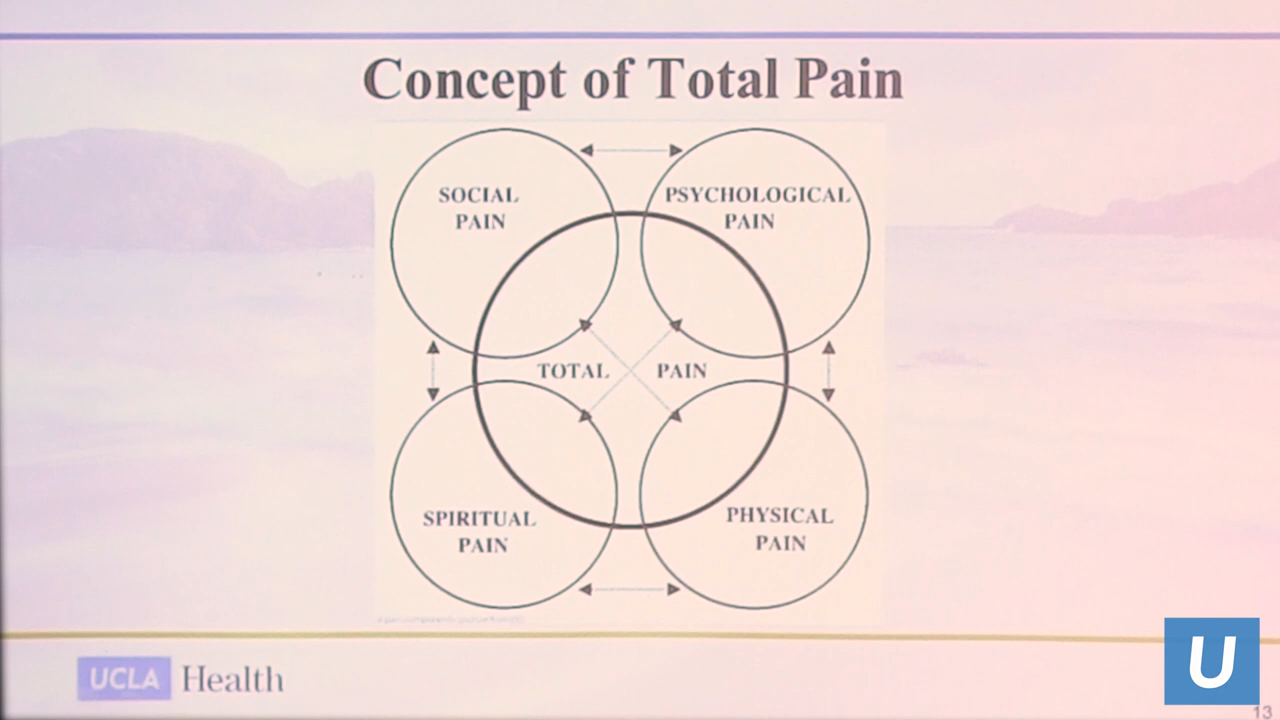 Concept of Total Pain
SOCIAL
PAIN
PSYCHOLOGICAL
PAIN
TOTAL PAIN
SPIRITUAL
PAIN
PHYSICAL
PAIN
UCLA Health
U
13